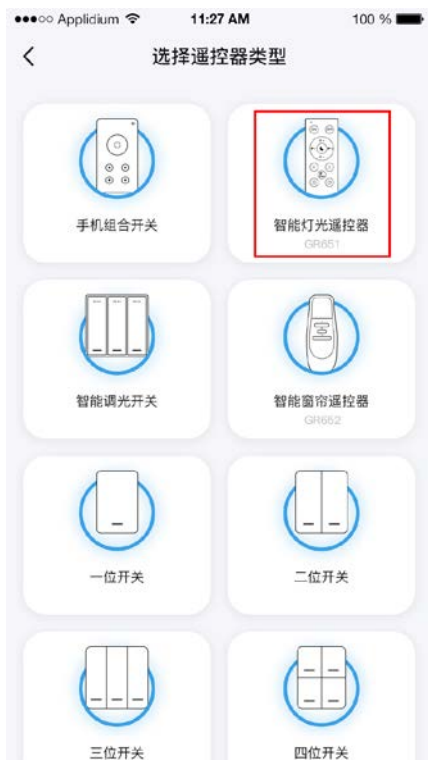 Applidium 11:27 AM 100 %
选择遥控器类型
手机组合开关 智能灯光遥控器
GR651
智能调光开关 智能窗帘遥控器
GR652
一位开关 二位开关
三位开关 四位开关